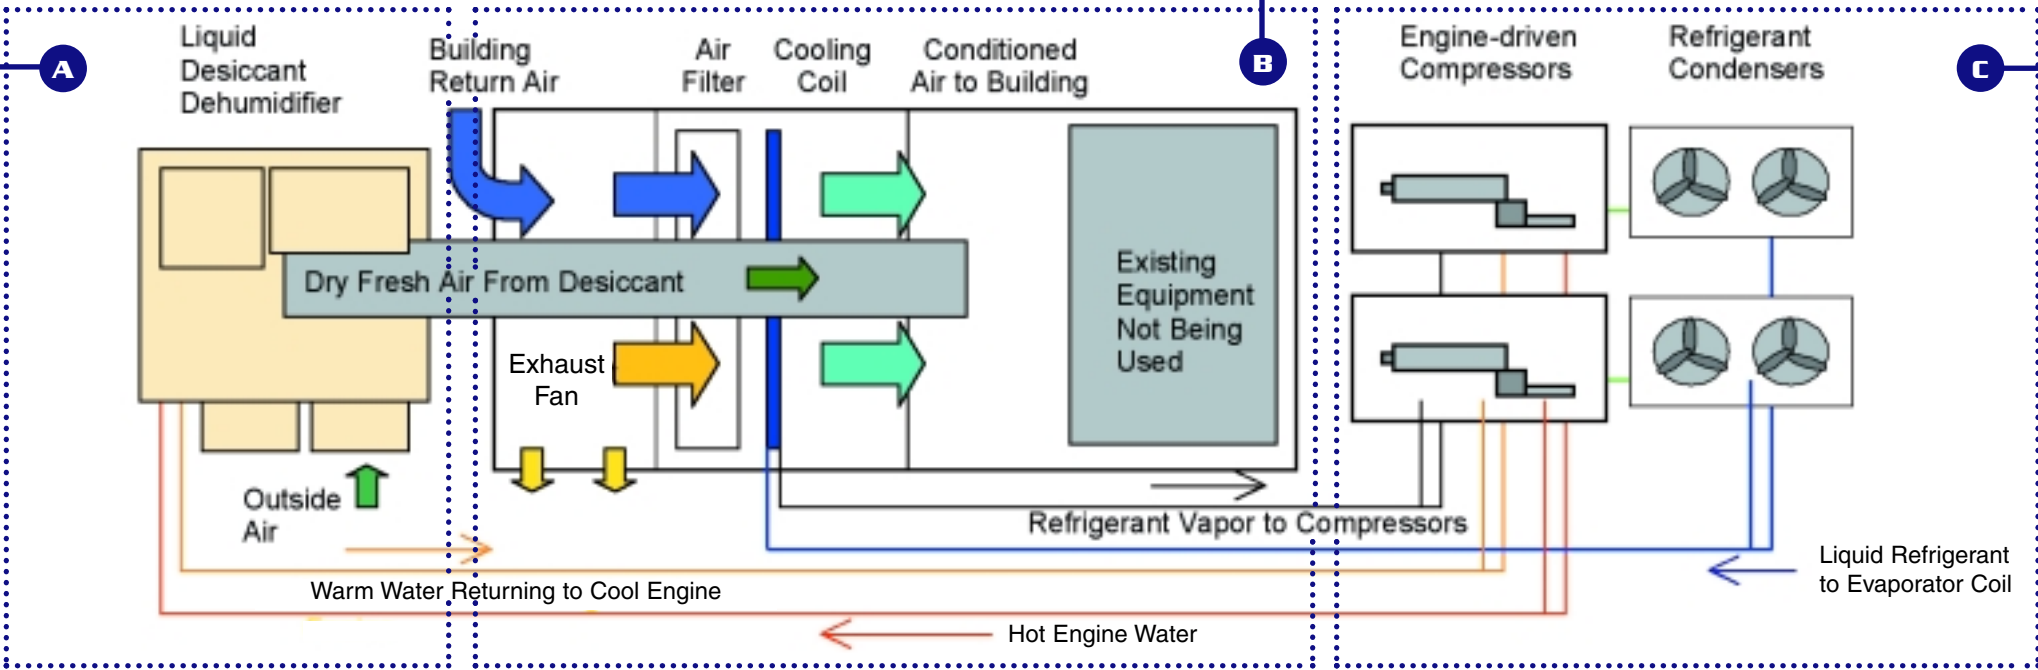 A
Liquid
Desiccant
Dehumidifier
Building
Return Air
Air
Filter
Cooling
Coil
Conditioned
Air to Building
B
Engine-driven
Compressors
Refrigerant
Condensers
C
Dry Fresh Air From Desiccant
Existing
Equipment
Not Being
Used
Exhaust
Fan
Outside
Air
Refrigerant Vapor to Compressors
Warm Water Returning to Cool Engine
Liquid Refrigerant
to Evaporator Coil
Hot Engine Water